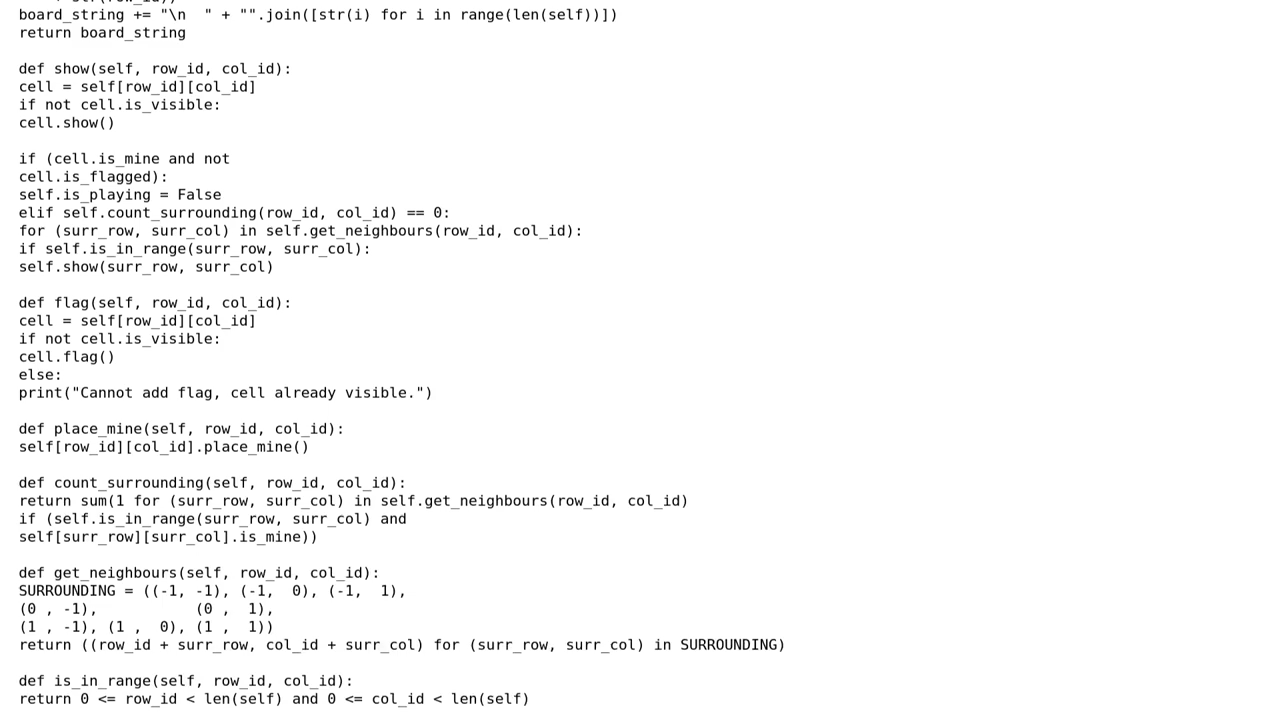 board_string += "\n  " + "".join([str(i) for i in range(len(self))])
return board_string

def show(self, row_id, col_id):
cell = self[row_id][col_id]
if not cell.is_visible:
cell.show()

if (cell.is_mine and not
cell.is_flagged):
self.is_playing = False
elif self.count_surrounding(row_id, col_id) == 0:
for (surr_row, surr_col) in self.get_neighbours(row_id, col_id):
if self.is_in_range(surr_row, surr_col):
self.show(surr_row, surr_col)

def flag(self, row_id, col_id):
cell = self[row_id][col_id]
if not cell.is_visible:
cell.flag()
else:
print("Cannot add flag, cell already visible.")

def place_mine(self, row_id, col_id):
self[row_id][col_id].place_mine()

def count_surrounding(self, row_id, col_id):
return sum(1 for (surr_row, surr_col) in self.get_neighbours(row_id, col_id)
if (self.is_in_range(surr_row, surr_col) and
self[surr_row][surr_col].is_mine))

def get_neighbours(self, row_id, col_id):
SURROUNDING = ((-1, -1), (-1,  0), (-1,  1),
(0 , -1),           (0 ,  1),
(1 , -1), (1 ,  0), (1 ,  1))
return ((row_id + surr_row, col_id + surr_col) for (surr_row, surr_col) in SURROUNDING)

def is_in_range(self, row_id, col_id):
return 0 <= row_id < len(self) and 0 <= col_id < len(self)